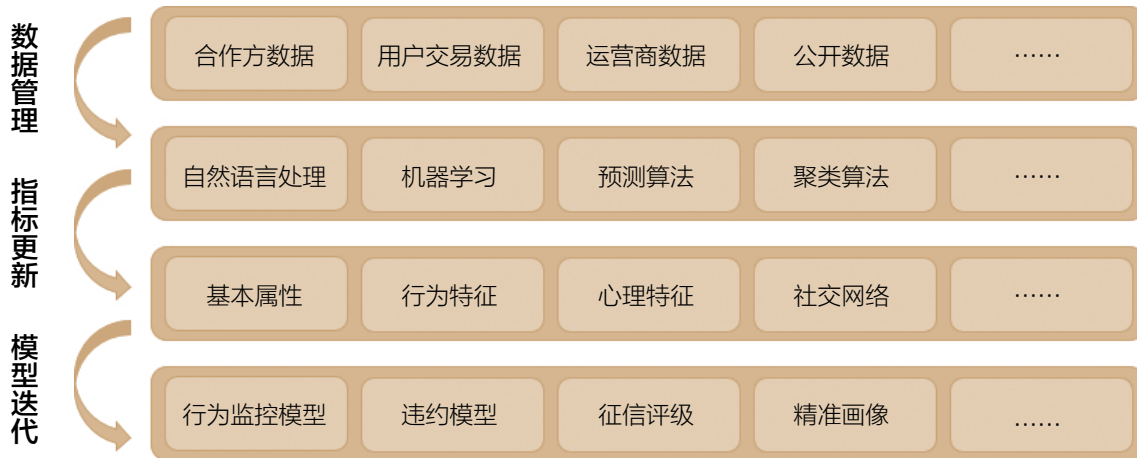 数据管理
合作方数据 用户交易数据 运营商数据 公开数据 ……
自然语言处理 机器学习 预测算法 聚类算法 ……
指标更新
基本属性 行为特征 心理特征 社交网络 ……
模型迭代
行为监控模型 违约模型 征信评级 精准画像 ……